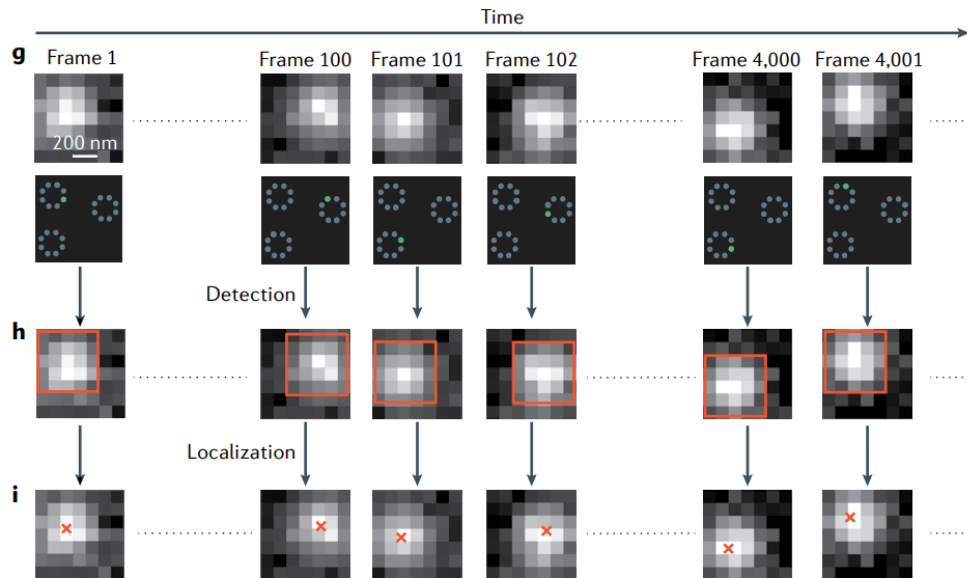 Time
g
Frame 1 Frame 100 Frame 101 Frame 102 Frame 4,000 Frame 4,001
200 nm
Detection
h
Localization
i